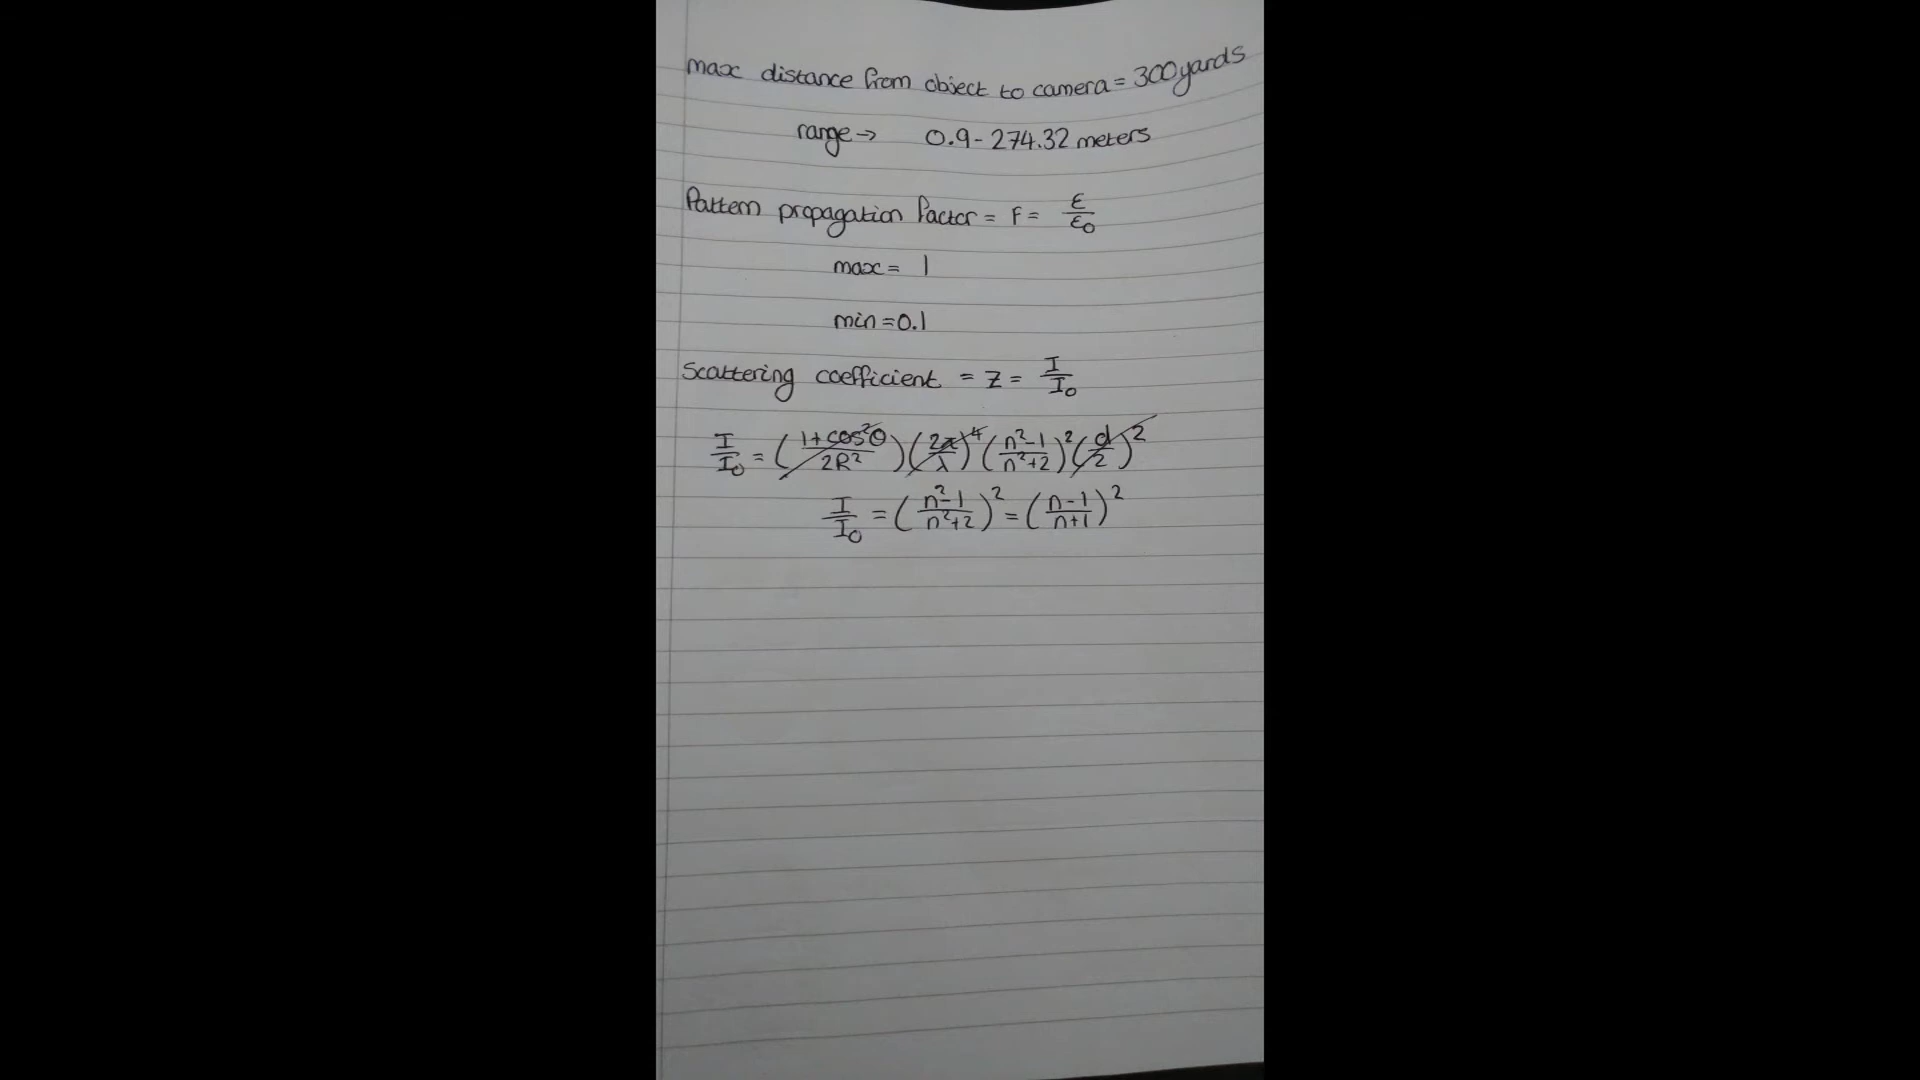 max distance from object to camera = 300yards
range → 0.9 - 274.32 meters
Pattern propagation factor = F = ε/ε₀
max = 1
min = 0.1
Scattering coefficient = Z = I/I₀
I/I₀ = ((1+cos²θ)/(2R²)) (2π/λ)⁴ ((n²-1)/(n²+2))² (d/2)²
I/I₀ = ((n²-1)/(n²+2))² = ((n-1)/(n+1))²